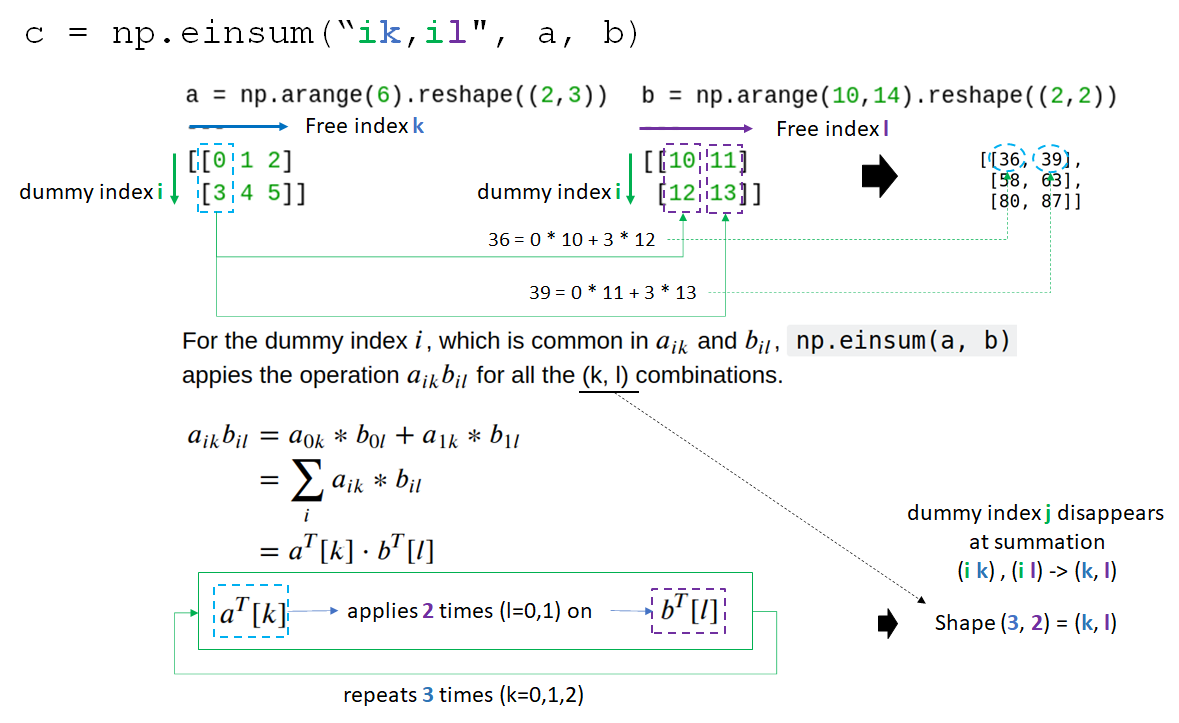 c = np.einsum(“ik,il", a, b)
a = np.arange(6).reshape((2,3)) b = np.arange(10,14).reshape((2,2))
Free index k
Free index l
[[0 1 2]
[3 4 5]]
dummy index i
[[10 11]
[12 13]]
dummy index i
[[36, 39],
[58, 63],
[80, 87]]
36 = 0 * 10 + 3 * 12
39 = 0 * 11 + 3 * 13
For the dummy index i, which is common in a_{ik} and b_{il}, np.einsum(a, b)
appies the operation a_{ik}b_{il} for all the (k, l) combinations.
a_{ik}b_{il} = a_{0k} * b_{0l} + a_{1k} * b_{1l}
= ∑_i a_{ik} * b_{il}
= a^T[k] · b^T[l]
dummy index j disappears
at summation
(i k) , (i l) -> (k, l)
Shape (3, 2) = (k, l)
a^T[k] applies 2 times (l=0,1) on b^T[l]
repeats 3 times (k=0,1,2)